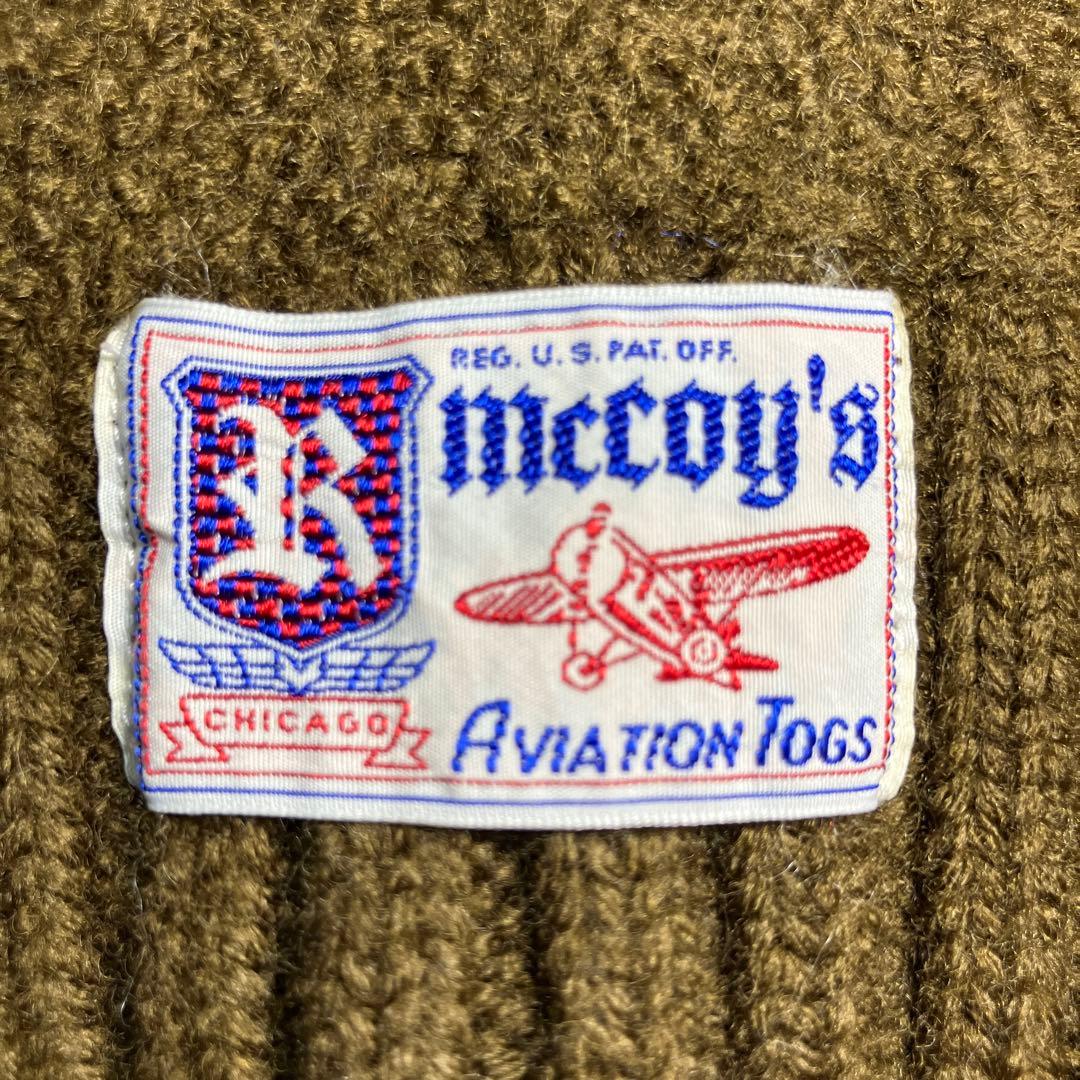 REG. U. S. PAT. OFF.
mccoy's
R
CHICAGO
AVIATION TOGS